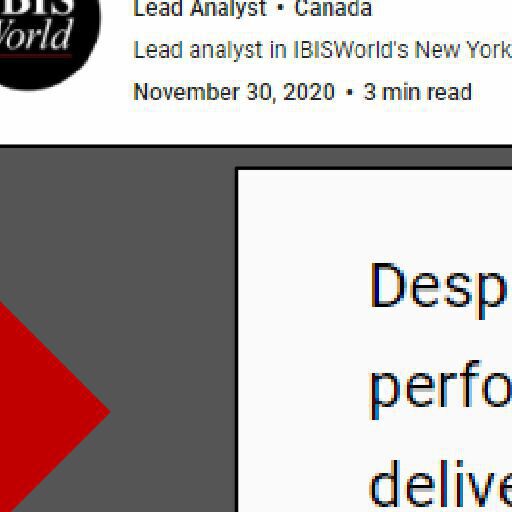 IBIS
World
Lead Analyst • Canada
Lead analyst in IBISWorld's New York
November 30, 2020 • 3 min read
Desp
perfo
delive